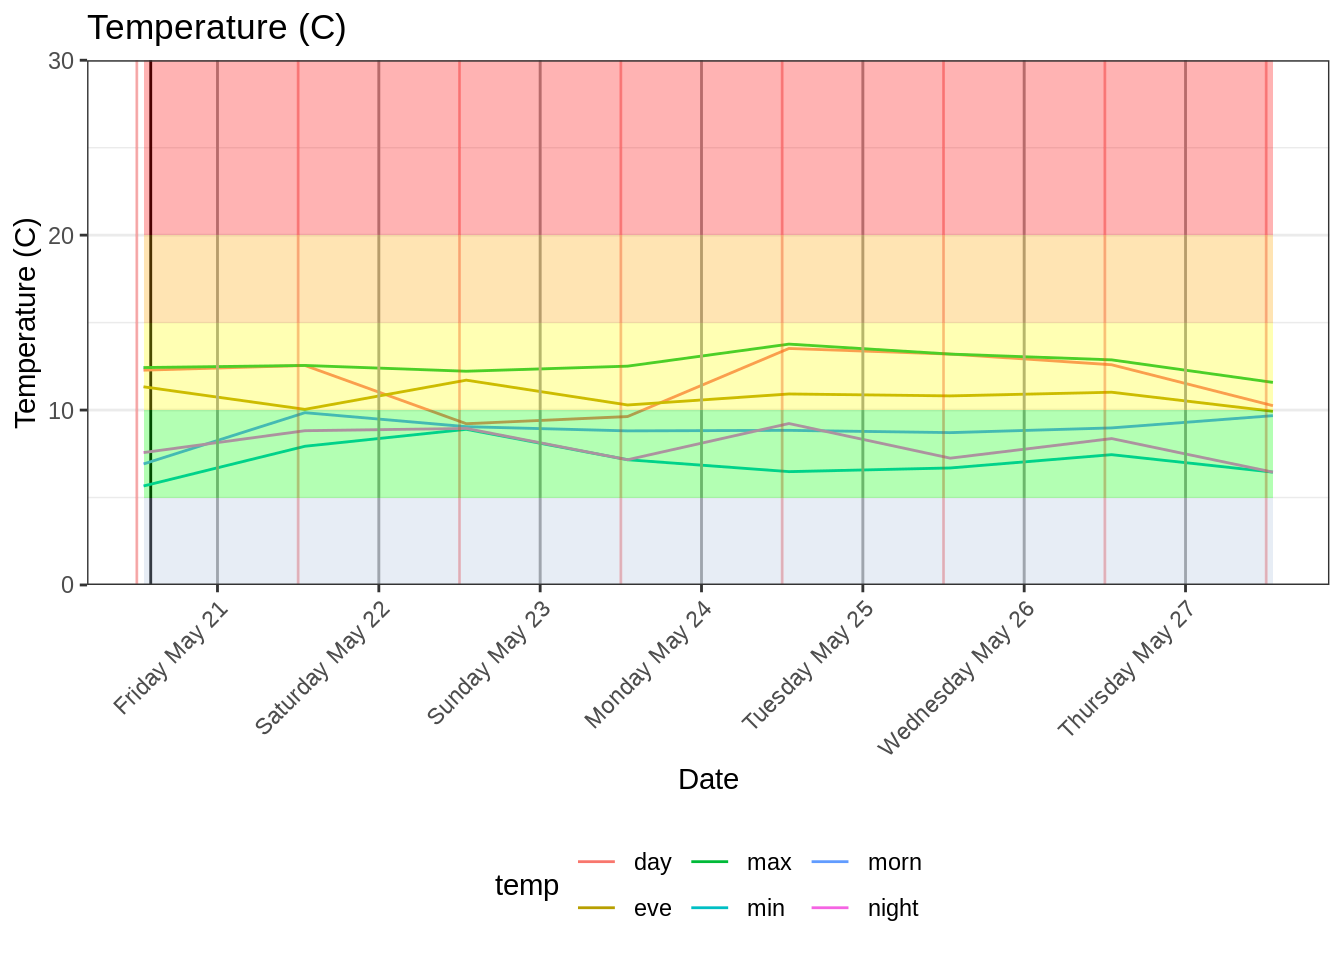 Temperature (C)
Temperature (C)
30
20
10
0
Friday May 21
Saturday May 22
Sunday May 23
Monday May 24
Tuesday May 25
Wednesday May 26
Thursday May 27
Date
temp
day
max
morn
eve
min
night